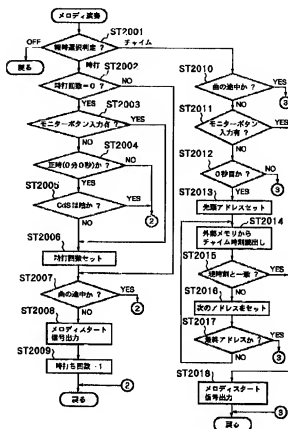 メロディ演奏
ST2001
報時選択判定?
OFF
チャイム
戻る
時打
ST2002
時打回数=0?
NO
YES
ST2003
モニターボタン入力有?
YES
NO
ST2004
正時(0分0秒)か?
NO
YES
ST2005
CdSは暗か?
YES
NO
②
ST2006
時打回数セット
ST2007
曲の途中か?
YES
②
NO
ST2008
メロディスタート
信号出力
ST2009
時打ち回数-1
②
戻る
ST2010
曲の途中か?
YES
NO
③
ST2011
モニターボタン
入力有?
YES
NO
ST2012
0秒目か?
NO
③
YES
ST2013
先頭アドレスセット
ST2014
外部メモリから
チャイム時刻読出し
ST2015
現時刻と一致?
YES
NO
ST2016
次のアドレスをセット
ST2017
最終アドレスか?
YES
③
NO
ST2018
メロディスタート
信号出力
③
戻る